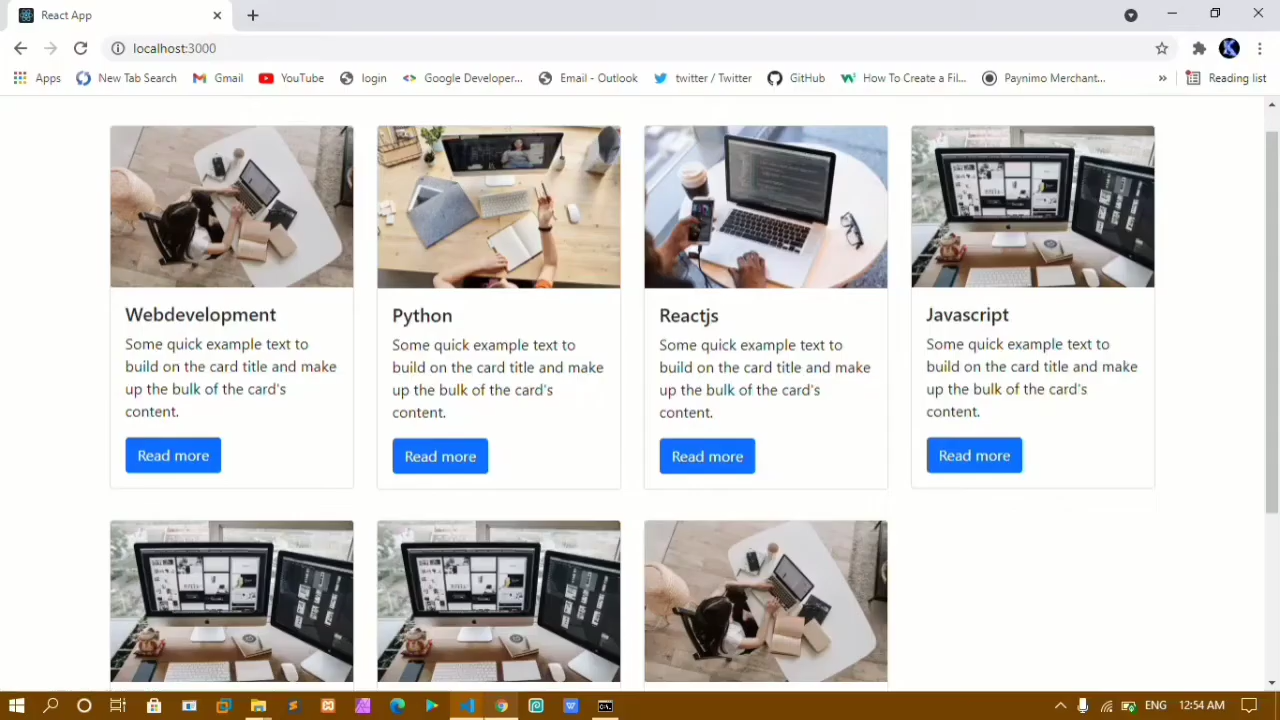 React App
localhost:3000
Apps
New Tab Search
Gmail
YouTube
login
Google Developer...
Email - Outlook
twitter / Twitter
GitHub
How To Create a Fil...
Paynimo Merchant...
»
Reading list
Webdevelopment
Some quick example text to
build on the card title and make
up the bulk of the card's
content.
Read more
Python
Some quick example text to
build on the card title and make
up the bulk of the card's
content.
Read more
Reactjs
Some quick example text to
build on the card title and make
up the bulk of the card's
content.
Read more
Javascript
Some quick example text to
build on the card title and make
up the bulk of the card's
content.
Read more
ENG
12:54 AM